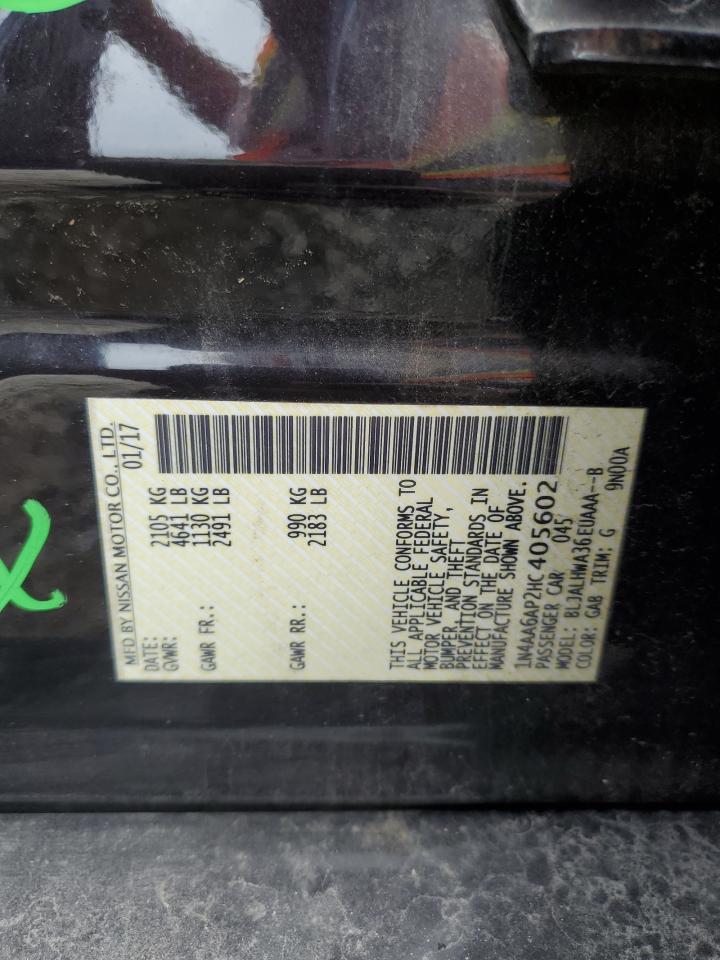 MFD BY NISSAN MOTOR CO., LTD.
DATE: 01/17
GVWR: 2105 KG
4641 LB
GAWR FR.: 1130 KG
2491 LB
GAWR RR.: 990 KG
2183 LB
THIS VEHICLE CONFORMS TO
ALL APPLICABLE FEDERAL
MOTOR VEHICLE SAFETY,
BUMPER, AND THEFT
PREVENTION STANDARDS IN
EFFECT ON THE DATE OF
MANUFACTURE SHOWN ABOVE.
1N4AA6AP2HC405602
PASSENGER CAR 045
MODEL: BLJALHWA36EUAAA--B
COLOR: GAB TRIM: G 9N00A